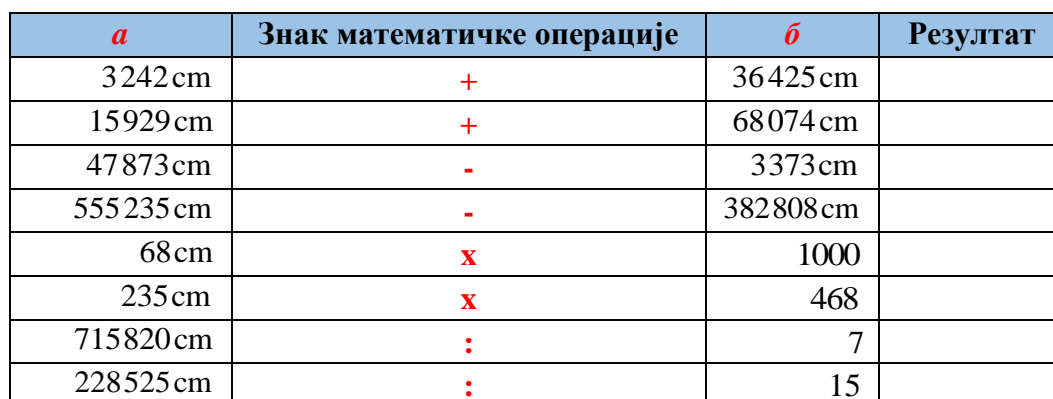 а Знак математичке операције б Резултат
3242cm + 36425cm
15929cm + 68074cm
47873cm - 3373cm
555235cm - 382808cm
68cm x 1000
235cm x 468
715820cm : 7
228525cm : 15